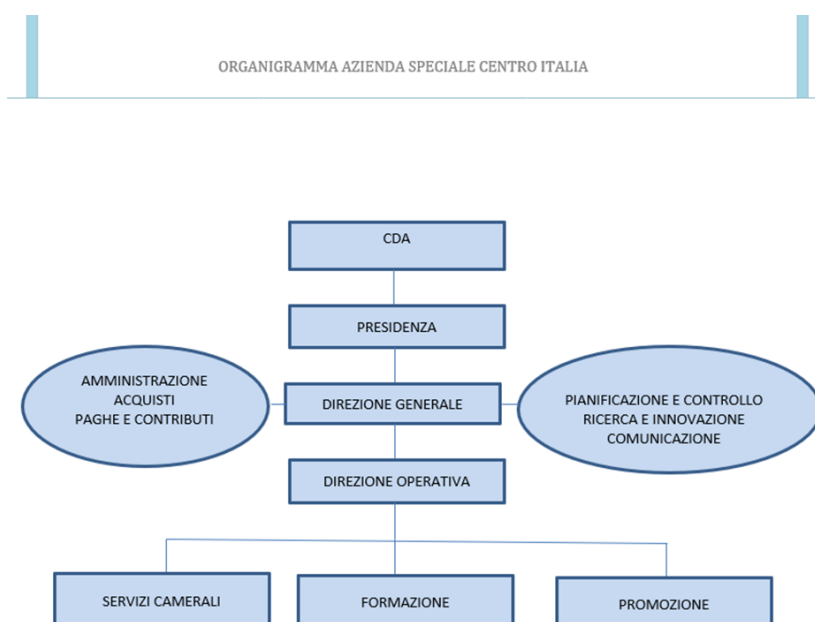 ORGANIGRAMMA AZIENDA SPECIALE CENTRO ITALIA
CDA
PRESIDENZA
AMMINISTRAZIONE
ACQUISTI
PAGHE E CONTRIBUTI
DIREZIONE GENERALE
PIANIFICAZIONE E CONTROLLO
RICERCA E INNOVAZIONE
COMUNICAZIONE
DIREZIONE OPERATIVA
SERVIZI CAMERALI
FORMAZIONE
PROMOZIONE